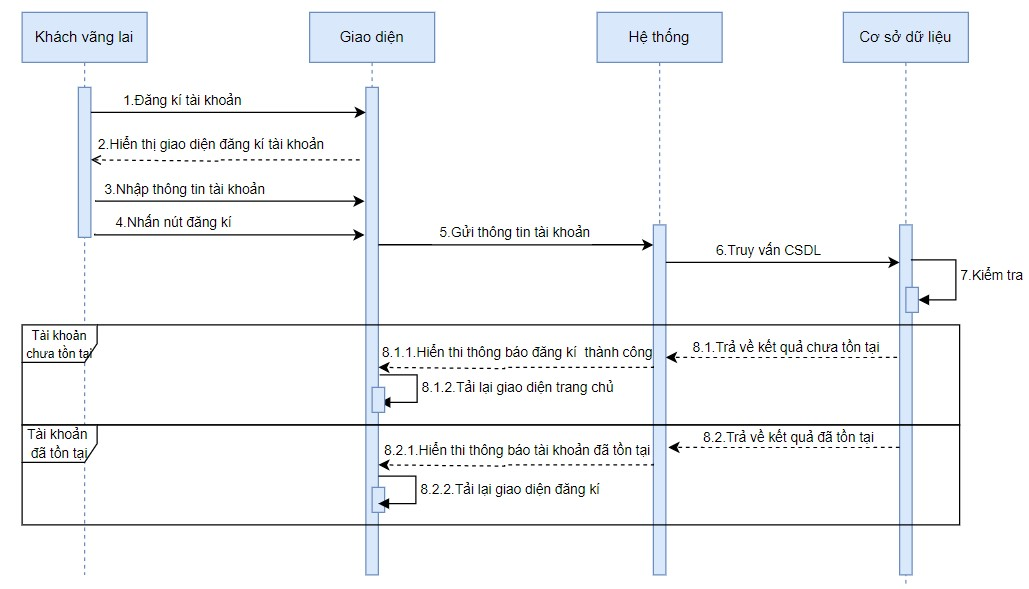 Khách vãng lai
Giao diện
Hệ thống
Cơ sở dữ liệu
1.Đăng kí tài khoản
2.Hiển thị giao diện đăng kí tài khoản
3.Nhập thông tin tài khoản
4.Nhấn nút đăng kí
5.Gửi thông tin tài khoản
6.Truy vấn CSDL
7.Kiểm tra
Tài khoản
chưa tồn tại
8.1.Trả về kết quả chưa tồn tại
8.1.1.Hiển thi thông báo đăng kí thành công
8.1.2.Tải lại giao diện trang chủ
Tài khoản
đã tồn tại
8.2.Trả về kết quả đã tồn tại
8.2.1.Hiển thi thông báo tài khoản đã tồn tại
8.2.2.Tải lại giao diện đăng kí